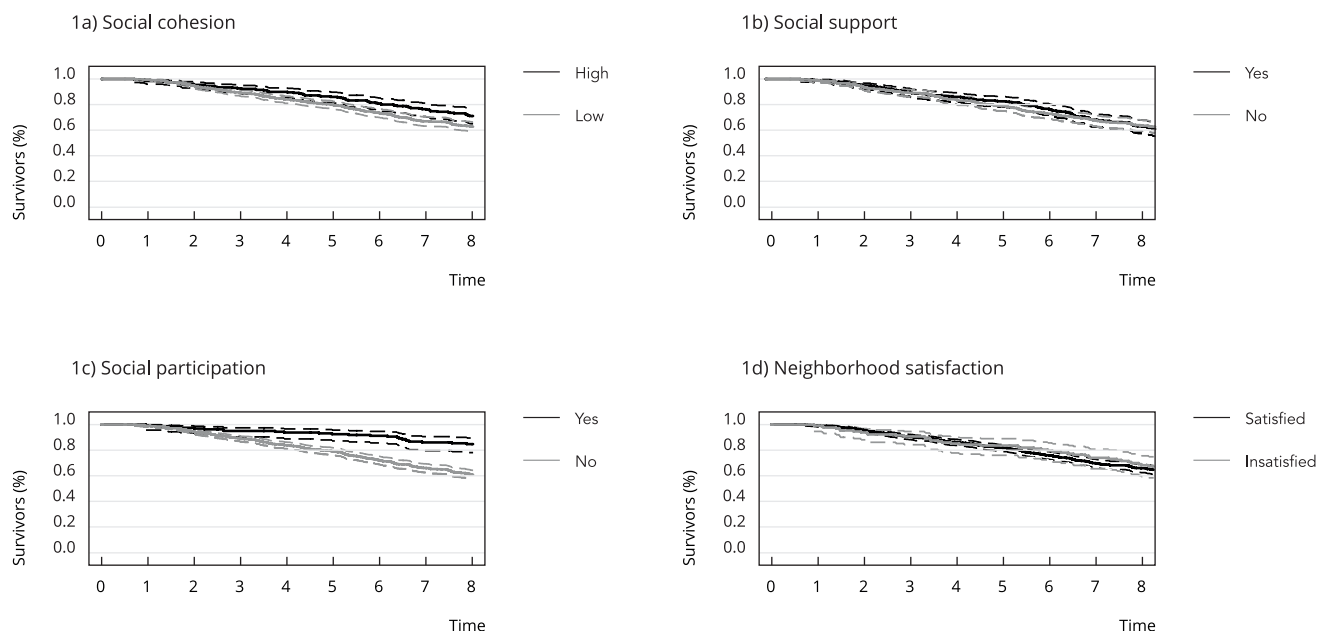 1a) Social cohesion
1.0
0.8
0.6
0.4
0.2
0.0
Survivors (%)
0 1 2 3 4 5 6 7 8
Time
High
Low
1b) Social support
1.0
0.8
0.6
0.4
0.2
0.0
Survivors (%)
0 1 2 3 4 5 6 7 8
Time
Yes
No
1c) Social participation
1.0
0.8
0.6
0.4
0.2
0.0
Survivors (%)
0 1 2 3 4 5 6 7 8
Time
Yes
No
1d) Neighborhood satisfaction
1.0
0.8
0.6
0.4
0.2
0.0
Survivors (%)
0 1 2 3 4 5 6 7 8
Time
Satisfied
Insatisfied